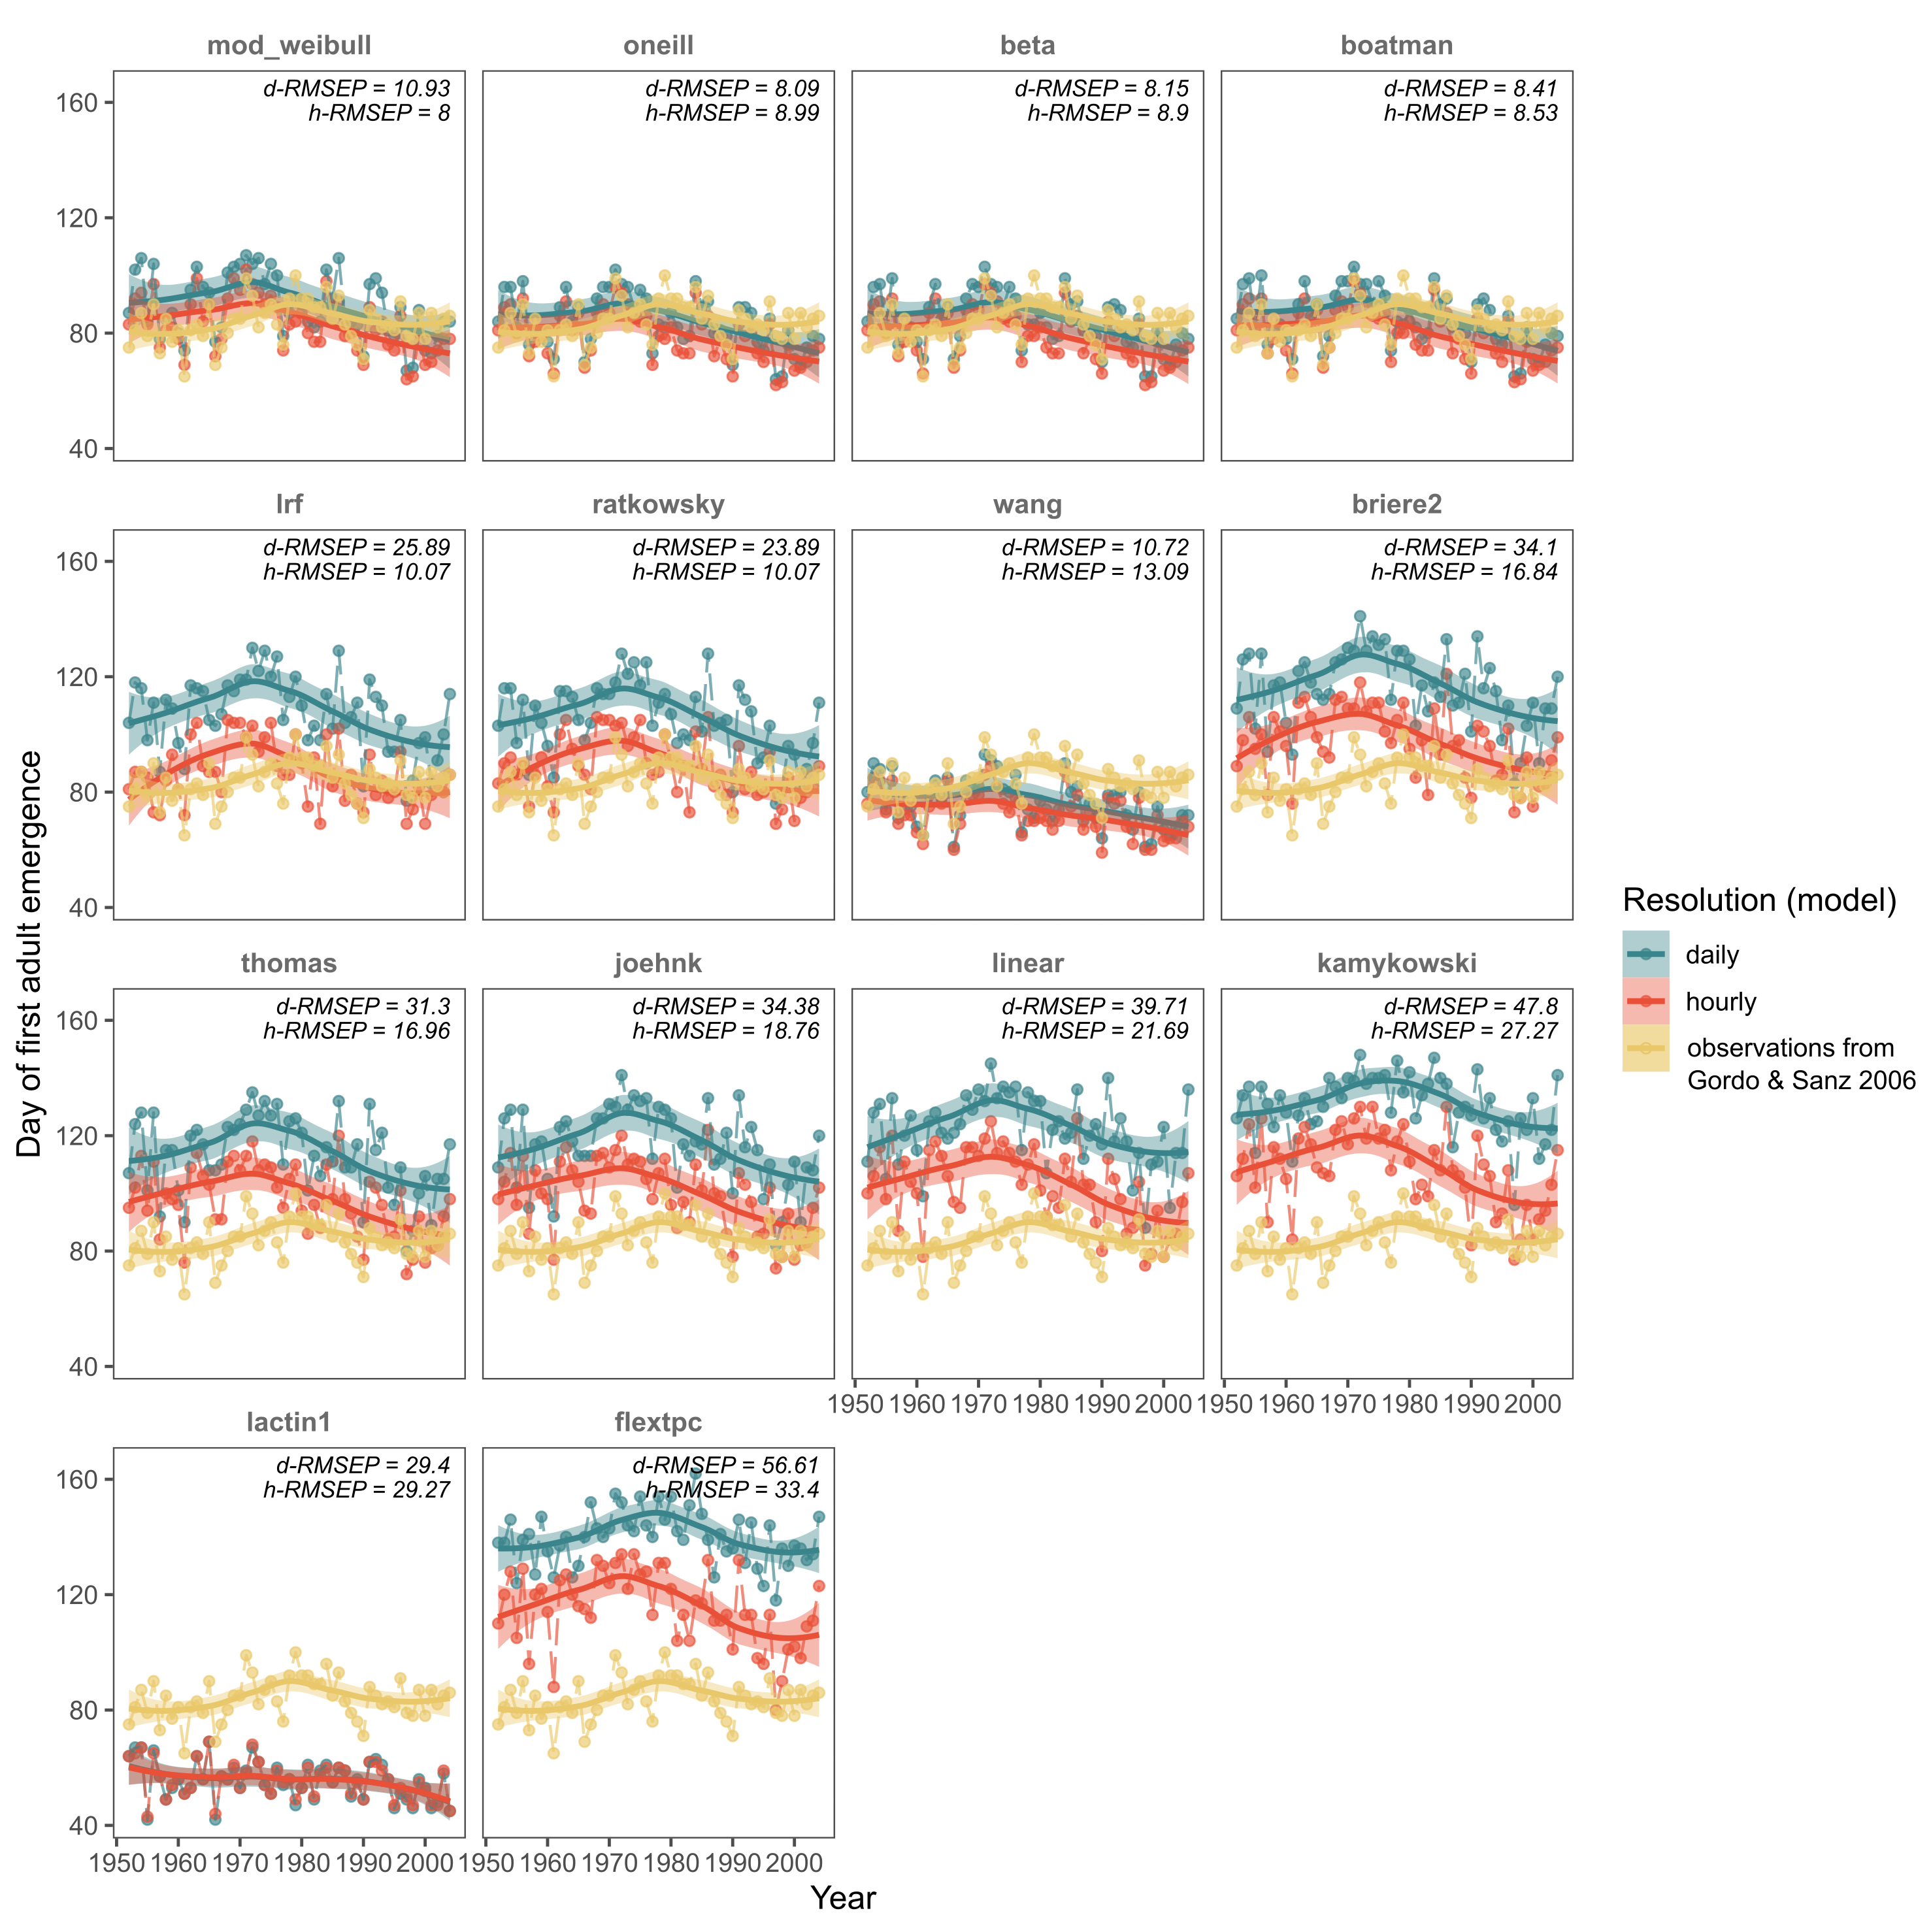 mod_weibull oneill beta boatman
d-RMSEP = 10.93 d-RMSEP = 8.09 d-RMSEP = 8.15 d-RMSEP = 8.41
h-RMSEP = 8 h-RMSEP = 8.99 h-RMSEP = 8.9 h-RMSEP = 8.53
160
120
80
40
lrf ratkowsky wang briere2
d-RMSEP = 25.89 d-RMSEP = 23.89 d-RMSEP = 10.72 d-RMSEP = 34.1
h-RMSEP = 10.07 h-RMSEP = 10.07 h-RMSEP = 13.09 h-RMSEP = 16.84
160
120
80
40
thomas joehnk linear kamykowski
d-RMSEP = 31.3 d-RMSEP = 34.38 d-RMSEP = 39.71 d-RMSEP = 47.8
h-RMSEP = 16.96 h-RMSEP = 18.76 h-RMSEP = 21.69 h-RMSEP = 27.27
160
120
80
40
1950 1960 1970 1980 1990 2000 1950 1960 1970 1980 1990 2000
lactin1 flextpc
d-RMSEP = 29.4 d-RMSEP = 56.61
h-RMSEP = 29.27 h-RMSEP = 33.4
160
120
80
40
1950 1960 1970 1980 1990 2000 1950 1960 1970 1980 1990 2000
Year
Day of first adult emergence
Resolution (model)
daily
hourly
observations from
Gordo & Sanz 2006